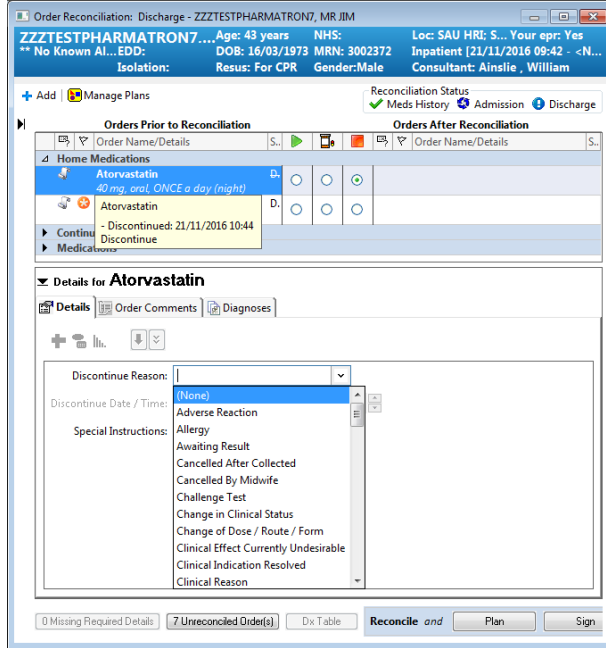 Order Reconciliation: Discharge - ZZZTESTPHARMATRON7, MR JIM
ZZZTESTPHARMATRON7.... Age: 43 years NHS: Loc: SAU HRI; S... Your epr: Yes
** No Known Al... EDD: DOB: 16/03/1973 MRN: 3002372 Inpatient [21/11/2016 09:42 - <N...
Isolation: Resus: For CPR Gender:Male Consultant: Ainslie , William
Add Manage Plans
Reconciliation Status
Meds History Admission Discharge
Orders Prior to Reconciliation Orders After Reconciliation
Order Name/Details S.. Order Name/Details S..
Home Medications
Atorvastatin D.
40 mg, oral, ONCE a day (night)
Atorvastatin D.
- Discontinued: 21/11/2016 10:44
Discontinue
Continu
Medications
Details for Atorvastatin
Details Order Comments Diagnoses
Discontinue Reason:
(None)
Discontinue Date / Time:
Adverse Reaction
Special Instructions: Allergy
Awaiting Result
Cancelled After Collected
Cancelled By Midwife
Challenge Test
Change in Clinical Status
Change of Dose / Route / Form
Clinical Effect Currently Undesirable
Clinical Indication Resolved
Clinical Reason
0 Missing Required Details 7 Unreconciled Order(s) Dx Table Reconcile and Plan Sign